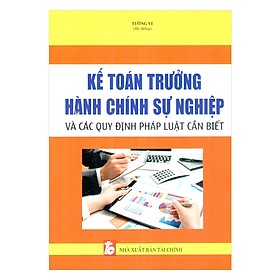 TƯỜNG VI
(Hệ thống)
KẾ TOÁN TRƯỞNG
HÀNH CHÍNH SỰ NGHIỆP
VÀ CÁC QUY ĐỊNH PHÁP LUẬT CẦN BIẾT
NHÀ XUẤT BẢN TÀI CHÍNH